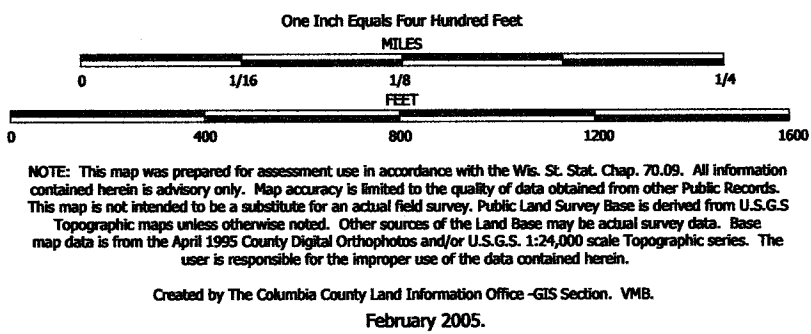 One Inch Equals Four Hundred Feet
MILES
0 1/16 1/8 1/4
FEET
0 400 800 1200 1600
NOTE: This map was prepared for assessment use in accordance with the Wis. St. Stat. Chap. 70.09. All information
contained herein is advisory only. Map accuracy is limited to the quality of data obtained from other Public Records.
This map is not intended to be a substitute for an actual field survey. Public Land Survey Base is derived from U.S.G.S
Topographic maps unless otherwise noted. Other sources of the Land Base may be actual survey data. Base
map data is from the April 1995 County Digital Orthophotos and/or U.S.G.S. 1:24,000 scale Topographic series. The
user is responsible for the improper use of the data contained herein.
Created by The Columbia County Land Information Office -GIS Section. VMB.
February 2005.